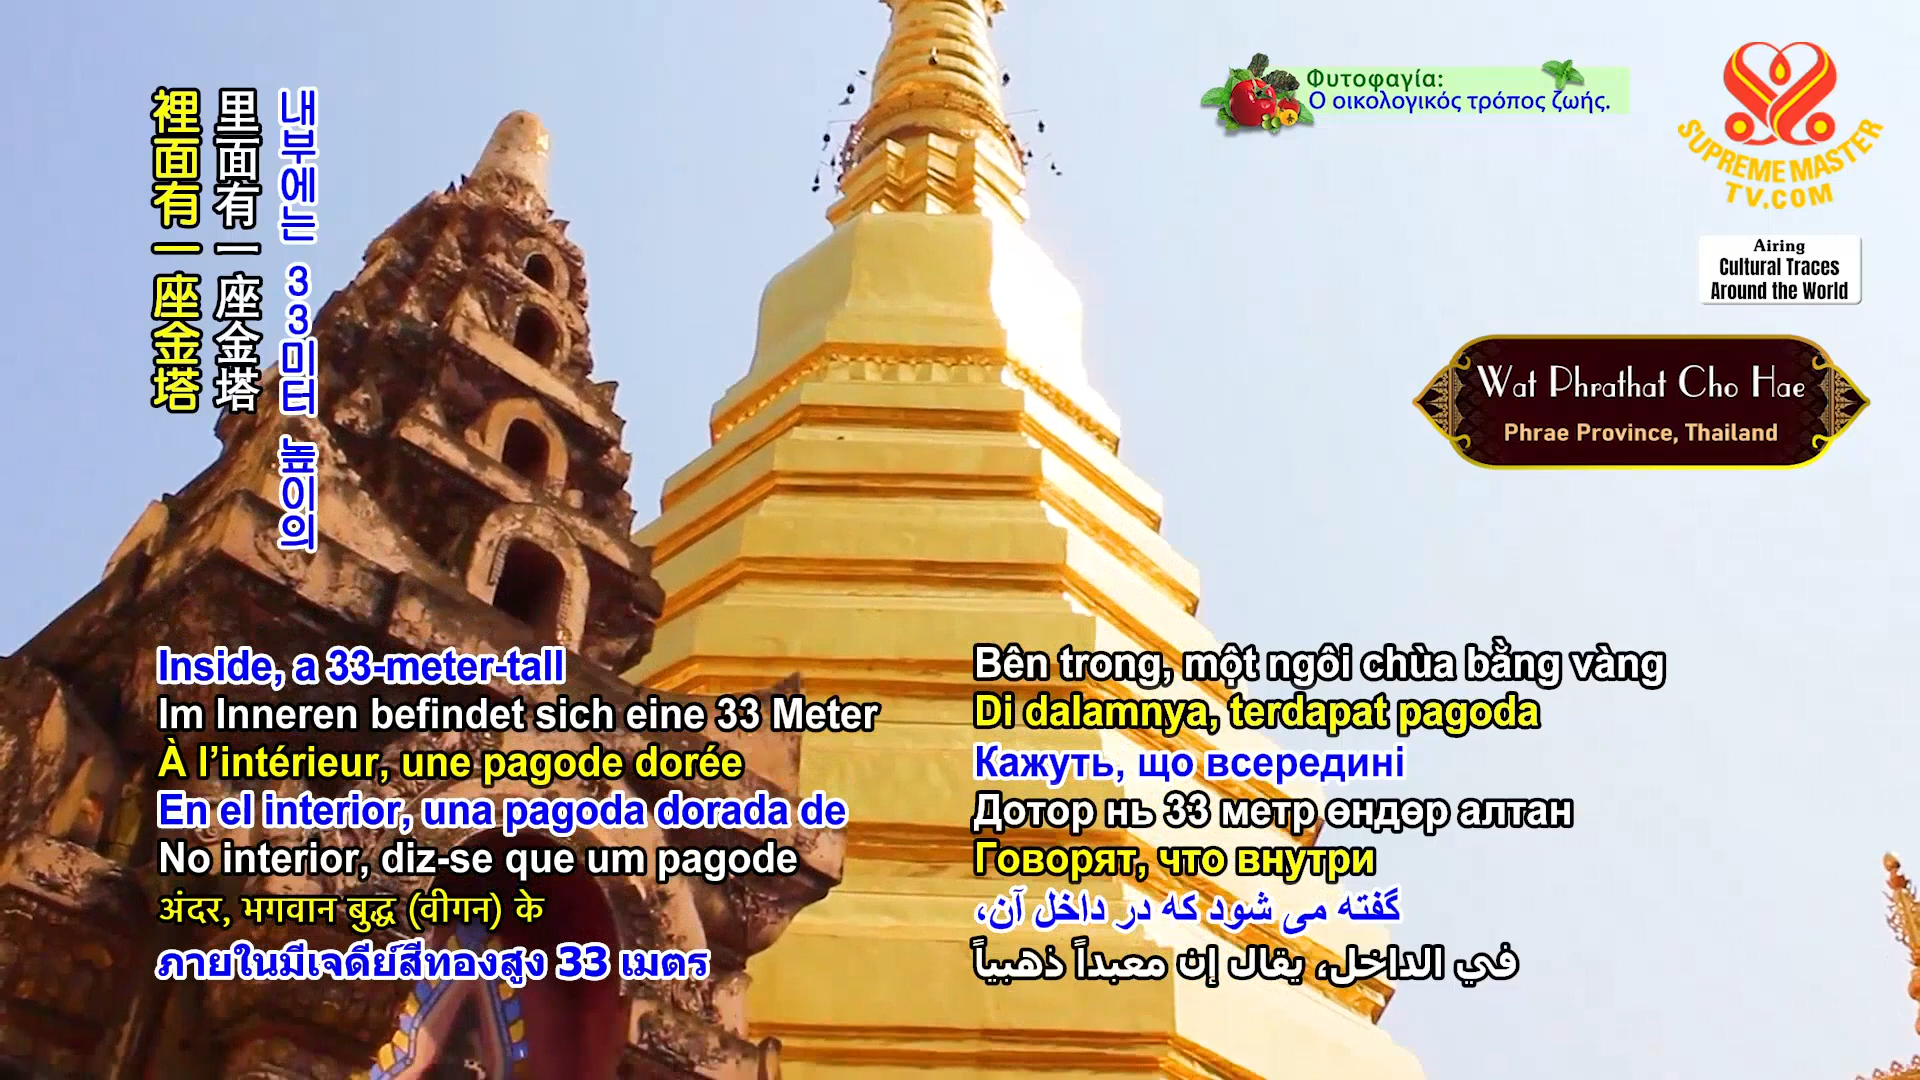 裡面有一座金塔
里面有一座金塔
내부에는 33미터 높이의
Φυτοφαγία:
Ο οικολογικός τρόπος ζωής.
SUPREME MASTER
TV.COM
Airing
Cultural Traces
Around the World
Wat Phrathat Cho Hae
Phrae Province, Thailand
Inside, a 33-meter-tall
Im Inneren befindet sich eine 33 Meter
À l’intérieur, une pagode dorée
En el interior, una pagoda dorada de
No interior, diz-se que um pagode
अंदर, भगवान बुद्ध (वीगन) के
ภายในมีเจดีย์สีทองสูง 33 เมตร
Bên trong, một ngôi chùa bằng vàng
Di dalamnya, terdapat pagoda
Кажуть, що всередині
Дотор нь 33 метр өндөр алтан
Говорят, что внутри
گفته می شود که در داخل آن،
في الداخل، يقال إن معبداً ذهبياً